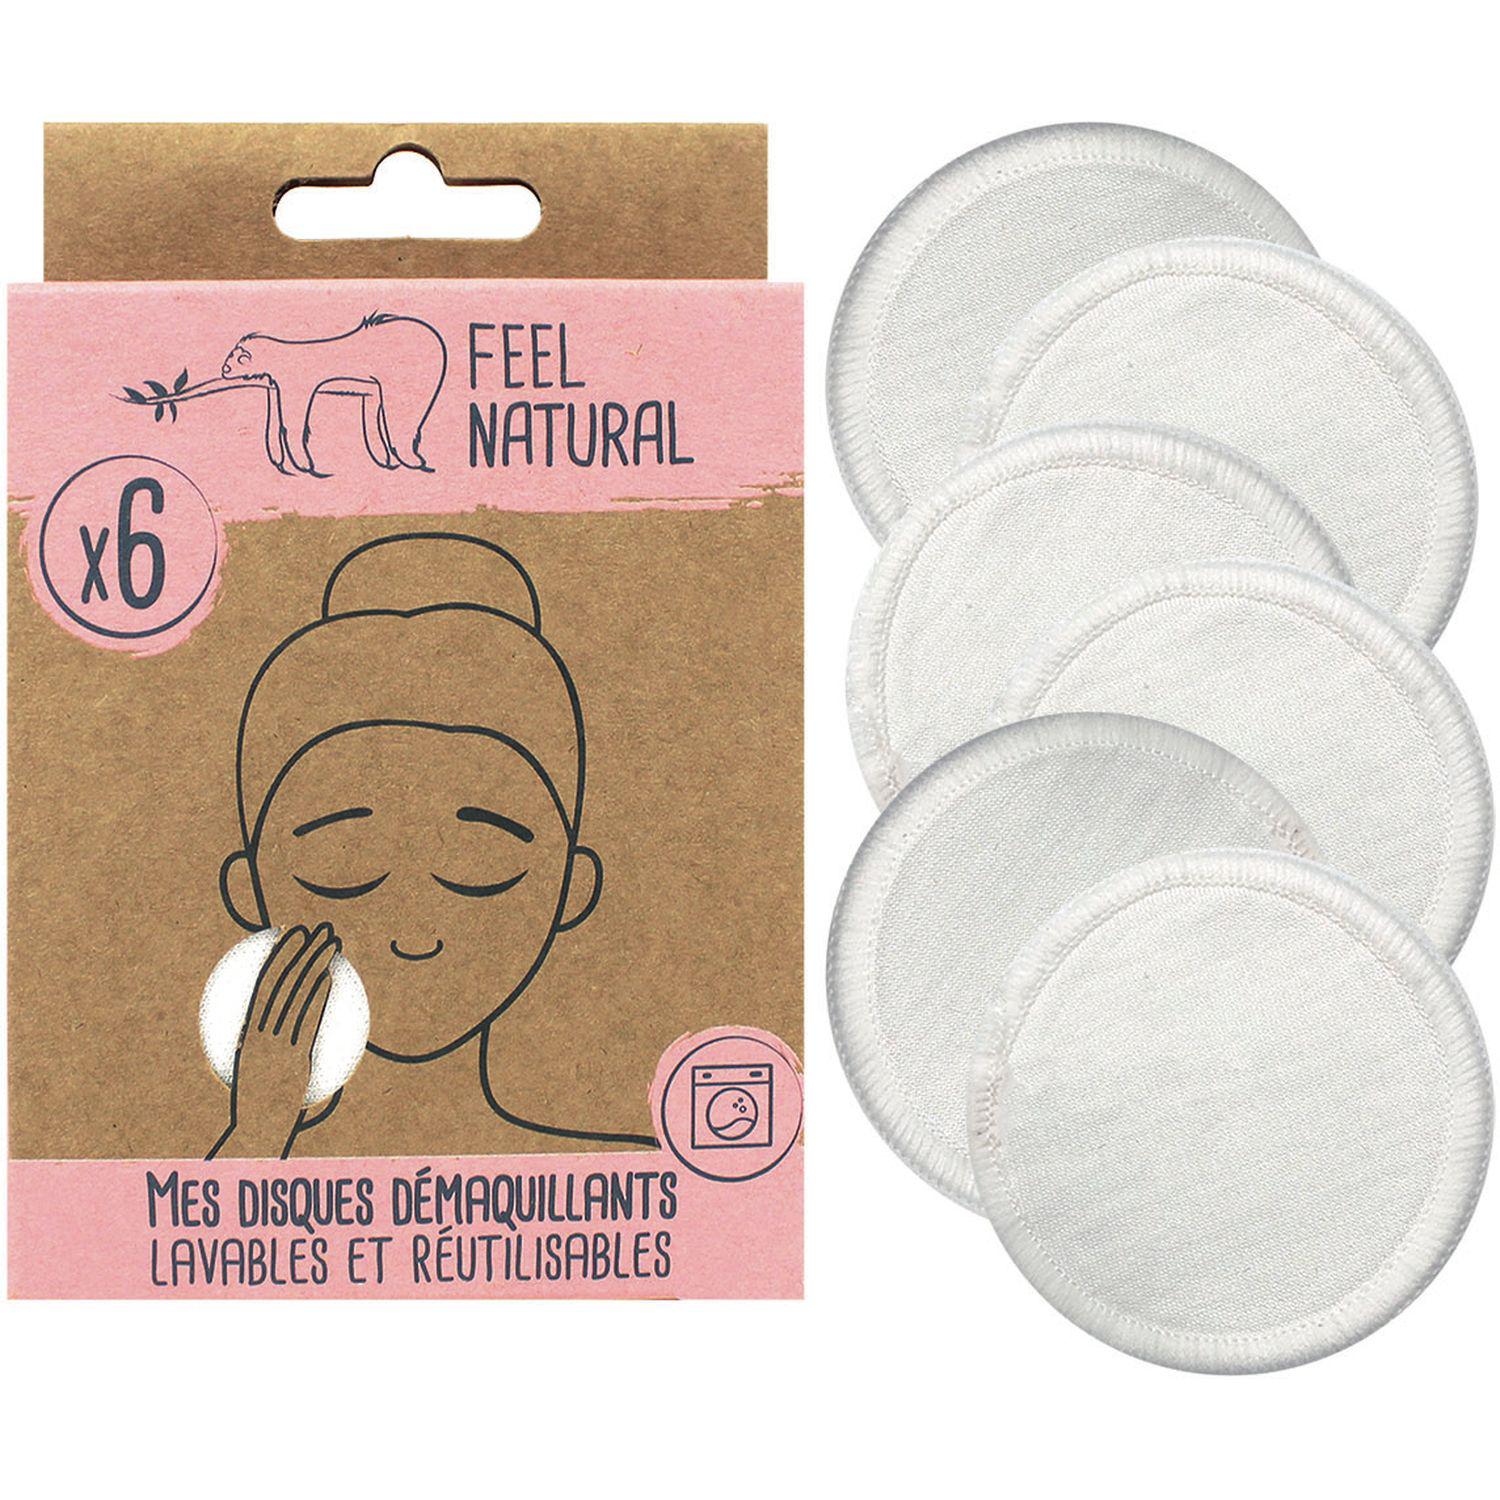 FEEL
NATURAL
x6
MES DISQUES DÉMAQUILLANTS
LAVABLES ET RÉUTILISABLES